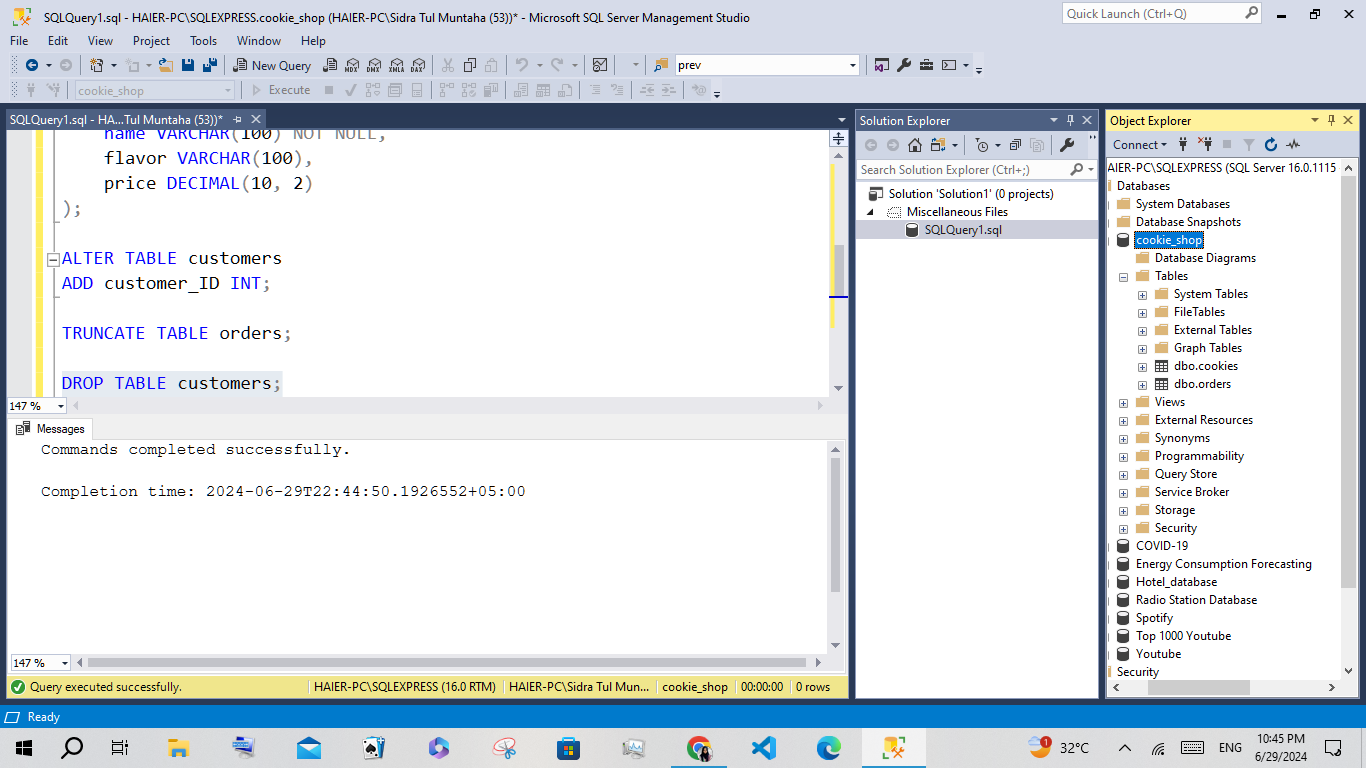 SQLQuery1.sql - HAIER-PC\SQLEXPRESS.cookie_shop (HAIER-PC\Sidra Tul Muntaha (53))* - Microsoft SQL Server Management Studio
Quick Launch (Ctrl+Q)
File Edit View Project Tools Window Help
New Query
MDX DMX XMLA DAX
prev
cookie_shop
Execute
SQLQuery1.sql - HA...Tul Muntaha (53))*
name VARCHAR(100) NOT NULL,
flavor VARCHAR(100),
price DECIMAL(10, 2)
);
ALTER TABLE customers
ADD customer_ID INT;
TRUNCATE TABLE orders;
DROP TABLE customers;
147 %
Messages
Commands completed successfully.
Completion time: 2024-06-29T22:44:50.1926552+05:00
147 %
Query executed successfully.
HAIER-PC\SQLEXPRESS (16.0 RTM)
HAIER-PC\Sidra Tul Mun...
cookie_shop
00:00:00
0 rows
Solution Explorer
Search Solution Explorer (Ctrl+;)
Solution 'Solution1' (0 projects)
Miscellaneous Files
SQLQuery1.sql
Object Explorer
Connect
AIER-PC\SQLEXPRESS (SQL Server 16.0.1115
Databases
System Databases
Database Snapshots
cookie_shop
Database Diagrams
Tables
System Tables
FileTables
External Tables
Graph Tables
dbo.cookies
dbo.orders
Views
External Resources
Synonyms
Programmability
Query Store
Service Broker
Storage
Security
COVID-19
Energy Consumption Forecasting
Hotel_database
Radio Station Database
Spotify
Top 1000 Youtube
Youtube
Security
Ready
1
32°C
ENG
10:45 PM
6/29/2024